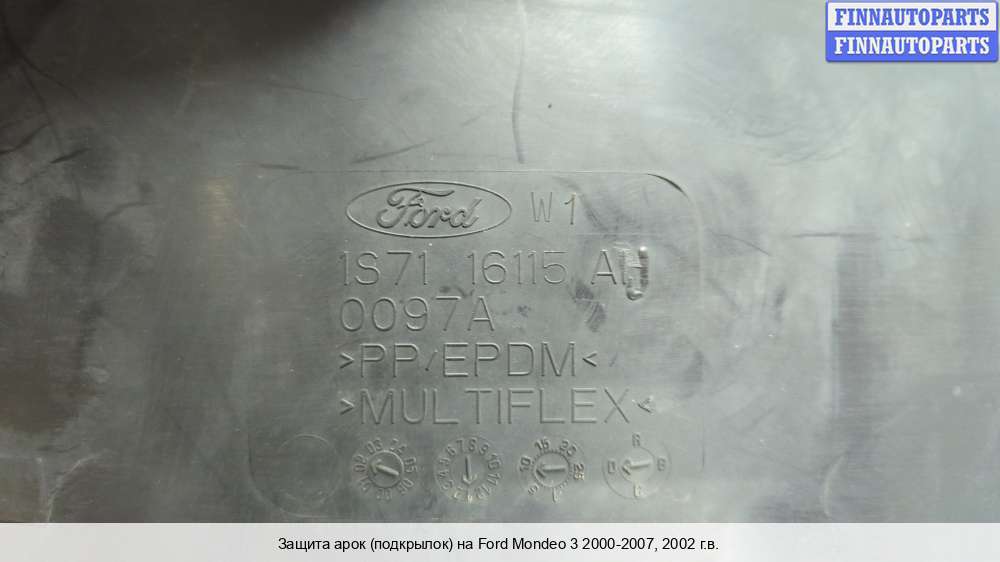 FINNAUTOPARTS
FINNAUTOPARTS
Ford W1
1S71 16115
0097A
>PP/EPDM<
>MULTIFLEX<
Защита арок (подкрылок) на Ford Mondeo 3 2000-2007, 2002 г.в.